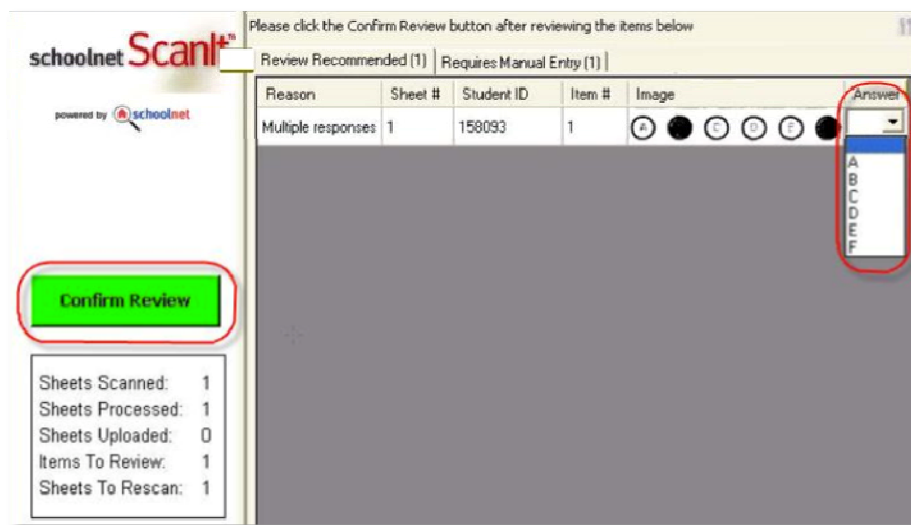 schoolnet ScanIt™
powered by schoolnet
Please click the Confirm Review button after reviewing the items below
Review Recommended (1) Requires Manual Entry (1)
Reason Sheet # Student ID Item # Image Answer
Multiple responses 1 158093 1 A C D E
A
B
C
D
E
F
Confirm Review
Sheets Scanned: 1
Sheets Processed: 1
Sheets Uploaded: 0
Items To Review: 1
Sheets To Rescan: 1